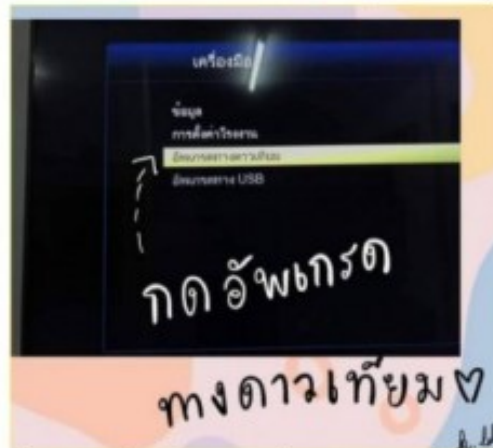 เครื่องมือ
ข้อมูล
การตั้งค่าโรงงาน
อัพเกรดทางดาวเทียม
อัพเกรดทาง USB
กดอัพเกรด
ทางดาวเทียม♡